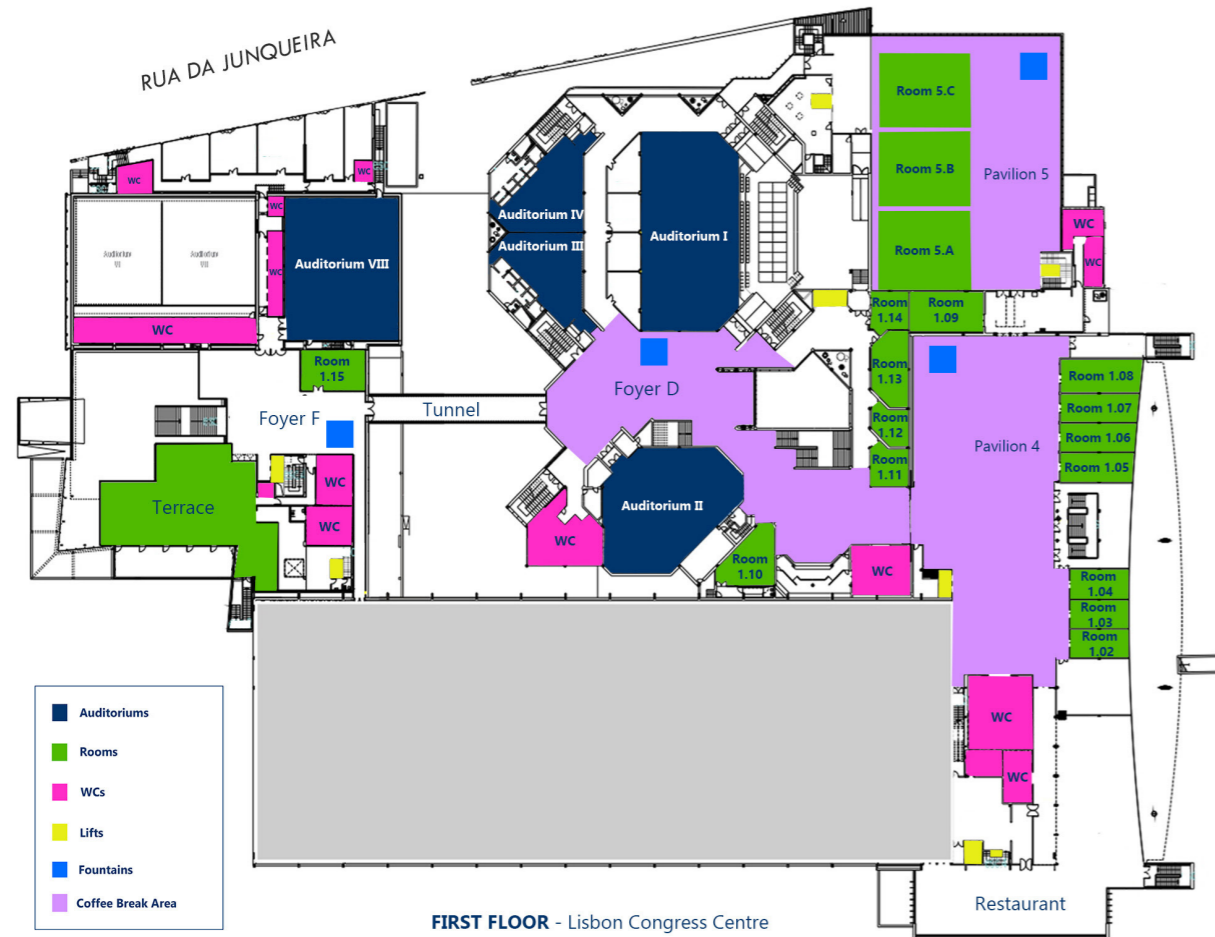 RUA DA JUNQUEIRA
Room 5.C
Room 5.B
Pavilion 5
Room 5.A
WC
WC
WC
WC
WC
WC
WC
Auditorium
VII
Auditorium VIII
Auditorium IV
Auditorium III
Auditorium I
Room
1.14
Room
1.09
Room
1.15
Room
1.13
Room 1.08
Room 1.07
Room
1.12
Room 1.06
Room
1.11
Room 1.05
Foyer F
Tunnel
Foyer D
Pavilion 4
Terrace
WC
WC
WC
Auditorium II
Room
1.10
WC
Room
1.04
Room
1.03
Room
1.02
WC
WC
Auditoriums
Rooms
WCs
Lifts
Fountains
Coffee Break Area
Restaurant
FIRST FLOOR - Lisbon Congress Centre